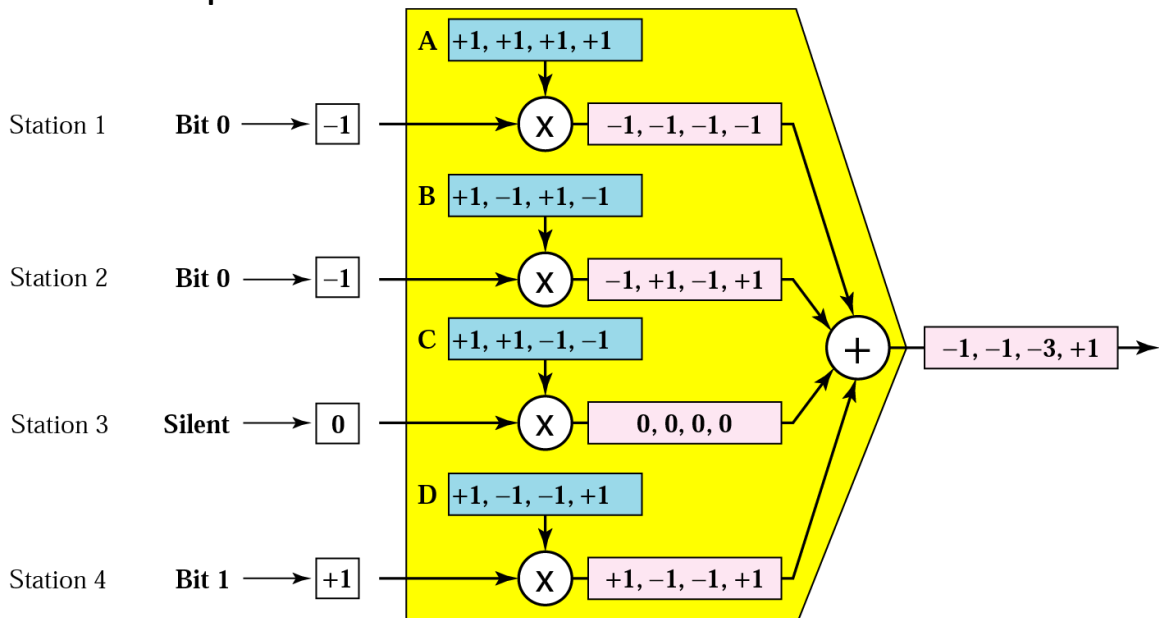 A +1, +1, +1, +1
Station 1 Bit 0 –1 X –1, –1, –1, –1
B +1, –1, +1, –1
Station 2 Bit 0 –1 X –1, +1, –1, +1
C +1, +1, –1, –1
+ –1, –1, –3, +1
Station 3 Silent 0 X 0, 0, 0, 0
D +1, –1, –1, +1
Station 4 Bit 1 +1 X +1, –1, –1, +1